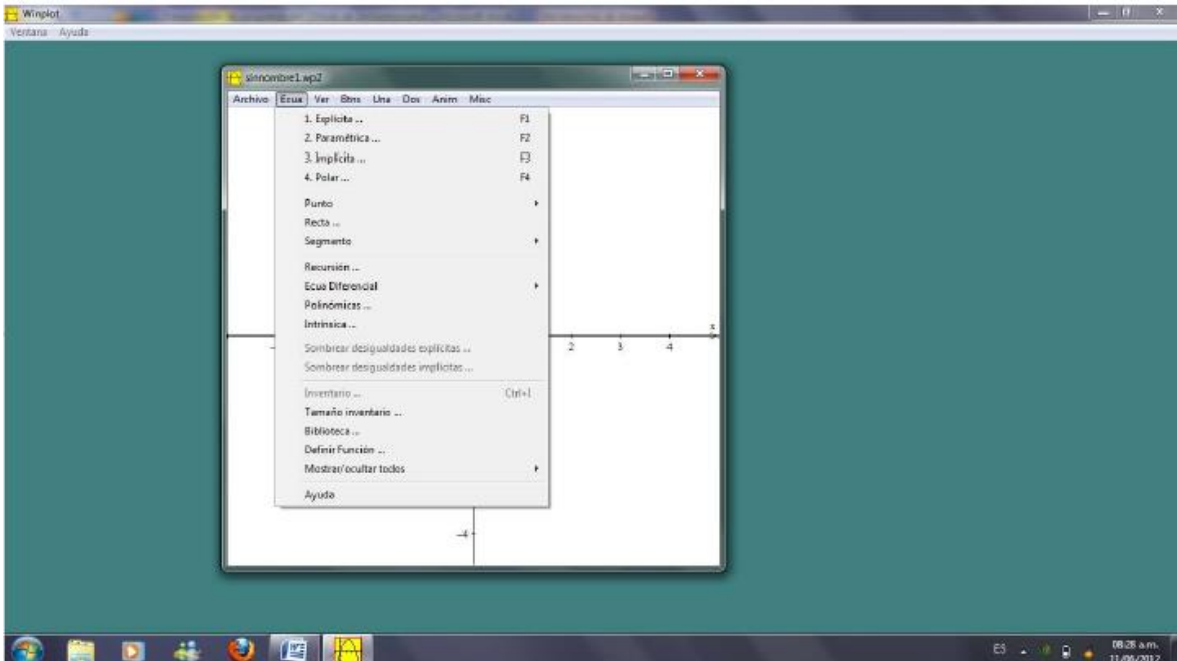 Winplot
Ventana Ayuda
sinnombre1.wp2
Archivo Ecua Ver Btns Una Dos Anim Misc
1. Explícita ... F1
2. Paramétrica ... F2
3. Implícita ... F3
4. Polar ... F4
Punto
Recta ...
Segmento
Recursión ...
Ecua Diferencial
Polinómicas ...
Intrínsica ...
x
2 3 4
Sombrear desigualdades explícitas ...
Sombrear desigualdades implícitas ...
Inventario ... Ctrl+I
Tamaño inventario ...
Biblioteca ...
Definir Función ...
Mostrar/ocultar todos
Ayuda
-4
ES 08:28 a.m.
11/06/2012